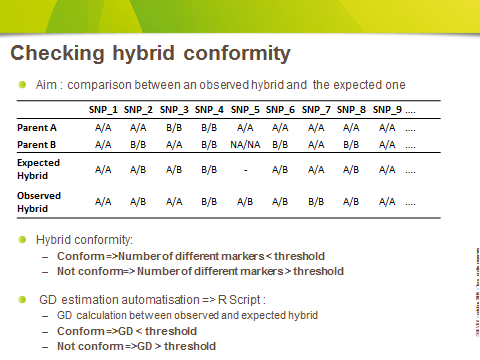 Checking hybrid conformity
Aim : comparison between an observed hybrid and the expected one
SNP_1 SNP_2 SNP_3 SNP_4 SNP_5 SNP_6 SNP_7 SNP_8 SNP_9 ....
Parent A A/A A/A B/B B/B A/A A/A A/A A/A A/A ....
Parent B A/A B/B A/A B/B NA/NA B/B A/A B/B A/A ....
Expected
Hybrid A/A A/B A/B B/B - A/B A/A A/B A/A ....
Observed
Hybrid A/A A/B A/A B/B A/B A/B B/B A/B A/A ....
Hybrid conformity:
– Conform=>Number of different markers < threshold
– Not conform=> Number of different markers > threshold
GD estimation automatisation => R Script :
– GD calculation between observed and expected hybrid
– Conform=>GD < threshold
– Not conform=>GD > threshold